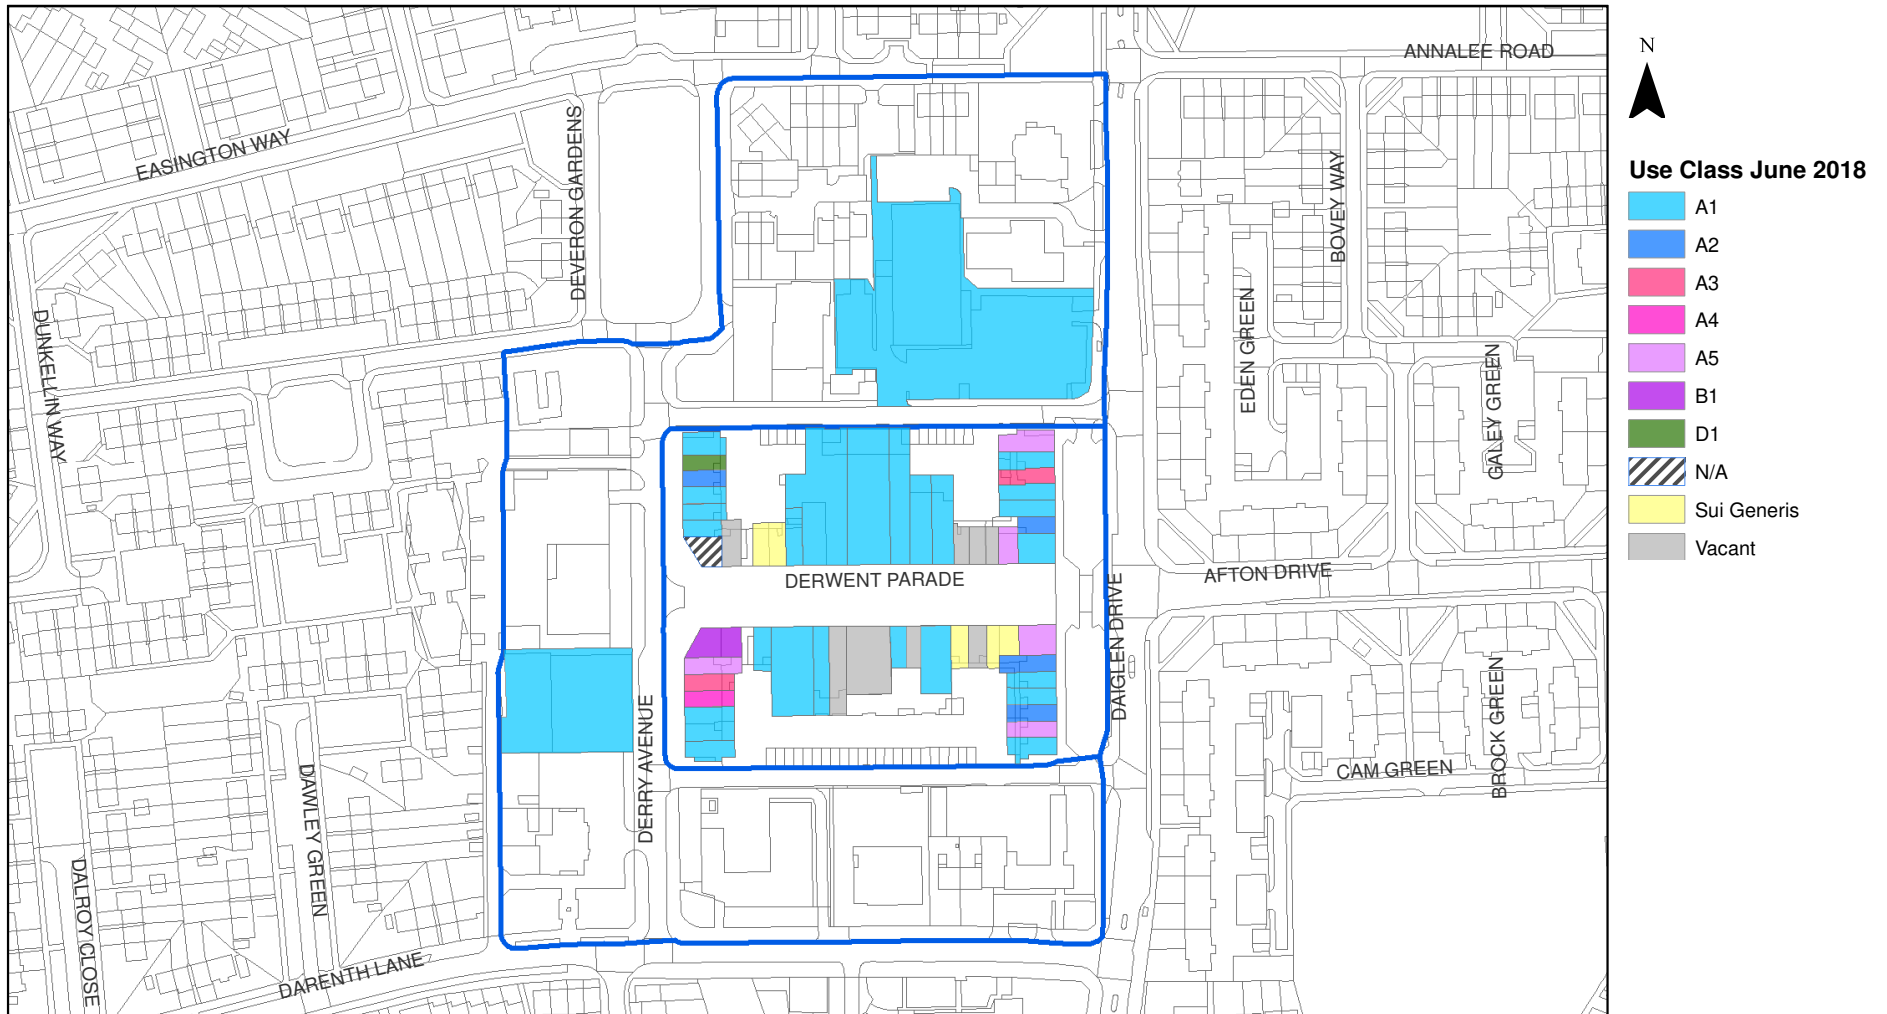 ANNALEE ROAD
N
EASINGTON WAY
DEVERON GARDENS
BOVEY WAY
Use Class June 2018
A1
A2
A3
A4
A5
B1
D1
N/A
Sui Generis
Vacant
DUNKELLIN WAY
EDEN GREEN
GALEY GREEN
DERWENT PARADE
AFTON DRIVE
DAIGLEN DRIVE
DERRY AVENUE
BROCK GREEN
CAM GREEN
DAWLEY GREEN
DALROY CLOSE
DARENTH LANE